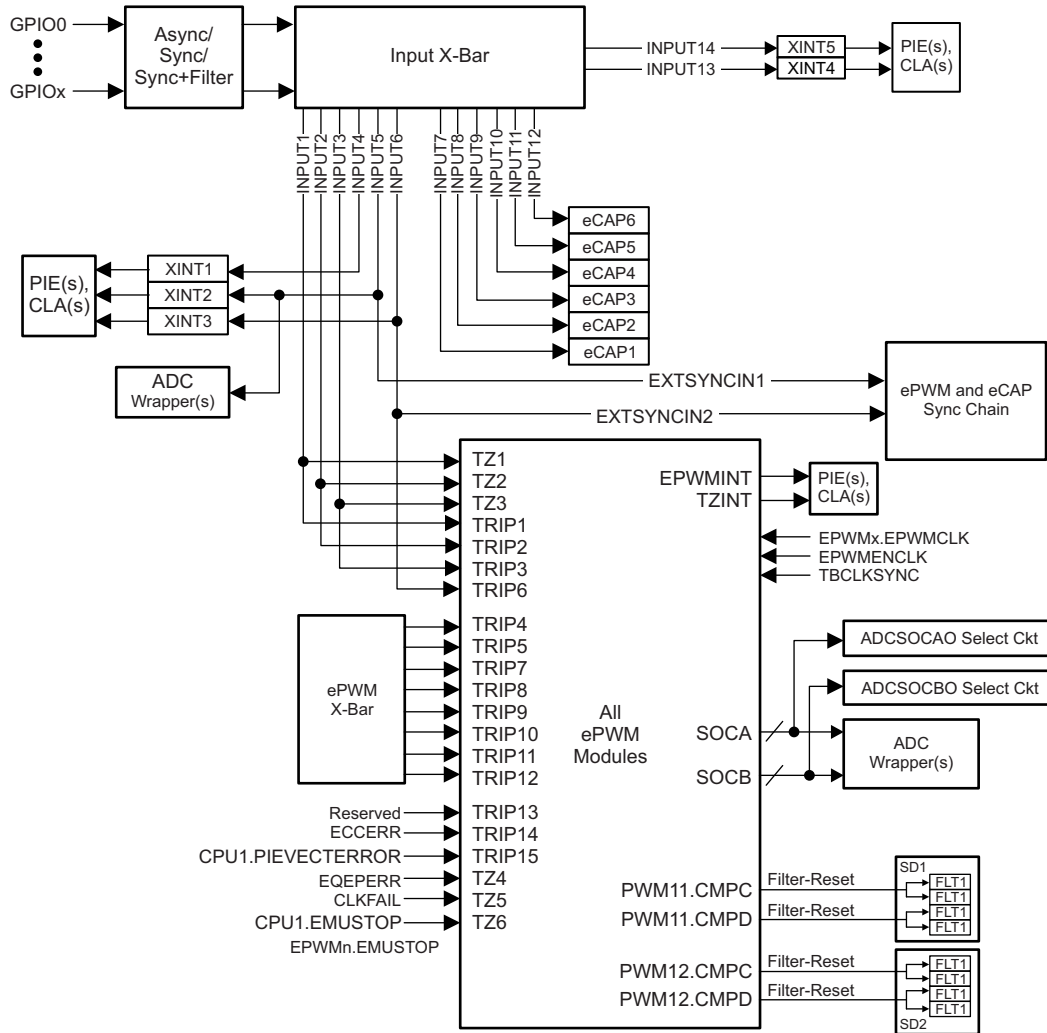 GPIO0
GPIOx
Async/
Sync/
Sync+Filter
Input X-Bar
INPUT14
INPUT13
XINT5
XINT4
PIE(s),
CLA(s)
INPUT1
INPUT2
INPUT3
INPUT4
INPUT5
INPUT6
INPUT7
INPUT8
INPUT9
INPUT10
INPUT11
INPUT12
eCAP6
eCAP5
eCAP4
eCAP3
eCAP2
eCAP1
PIE(s),
CLA(s)
XINT1
XINT2
XINT3
ADC
Wrapper(s)
EXTSYNCIN1
EXTSYNCIN2
ePWM and eCAP
Sync Chain
TZ1
TZ2
TZ3
TRIP1
TRIP2
TRIP3
TRIP6
TRIP4
TRIP5
TRIP7
TRIP8
TRIP9
TRIP10
TRIP11
TRIP12
TRIP13
TRIP14
TRIP15
TZ4
TZ5
TZ6
ePWM
X-Bar
Reserved
ECCERR
CPU1.PIEVECTERROR
EQEPERR
CLKFAIL
CPU1.EMUSTOP
EPWMn.EMUSTOP
All
ePWM
Modules
EPWMINT
TZINT
PIE(s),
CLA(s)
EPWMx.EPWMCLK
EPWMENCLK
TBCLKSYNC
ADCSOCAO Select Ckt
ADCSOCBO Select Ckt
SOCA
SOCB
ADC
Wrapper(s)
PWM11.CMPC
PWM11.CMPD
PWM12.CMPC
PWM12.CMPD
Filter-Reset
Filter-Reset
Filter-Reset
Filter-Reset
SD1
FLT1
FLT1
FLT1
FLT1
FLT1
FLT1
FLT1
FLT1
SD2